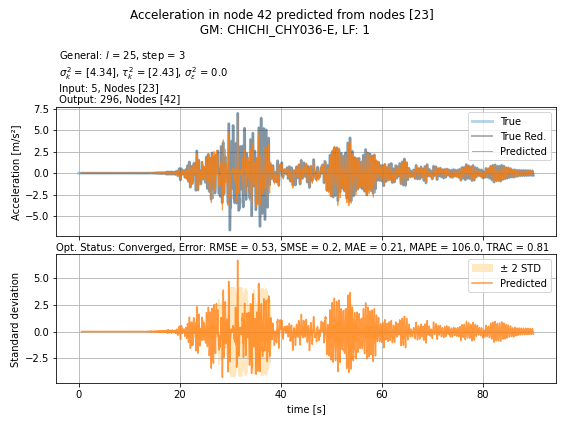 Acceleration in node 42 predicted from nodes [23]
GM: CHICHI_CHY036-E, LF: 1
General: l = 25, step = 3
σ²ₖ = [4.34], τ²ₖ = [2.43], σ²ε = 0.0
Input: 5, Nodes [23]
Output: 296, Nodes [42]
Acceleration [m/s²]
7.5
5.0
2.5
0.0
−2.5
−5.0
True
True Red.
Predicted
Opt. Status: Converged, Error: RMSE = 0.53, SMSE = 0.2, MAE = 0.21, MAPE = 106.0, TRAC = 0.81
Standard deviation
5.0
2.5
0.0
−2.5
± 2 STD
Predicted
0 20 40 60 80
time [s]